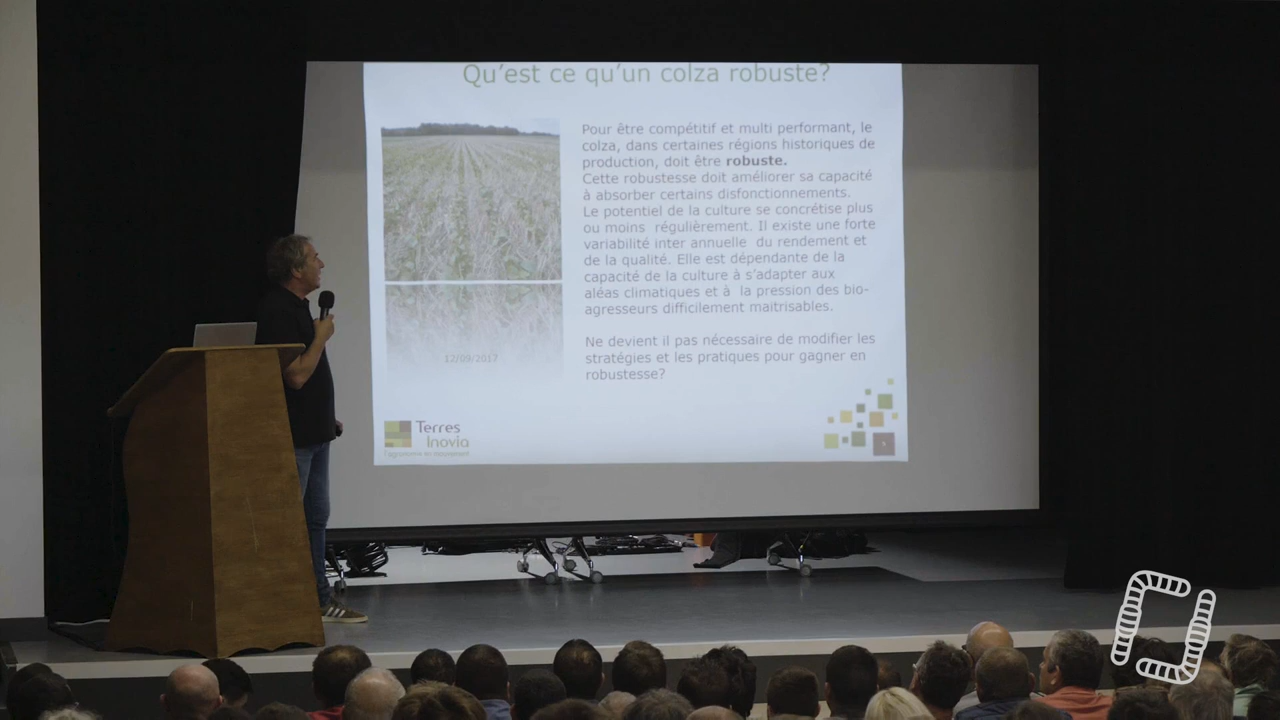 Qu'est ce qu'un colza robuste?
Pour être compétitif et multi performant, le
colza, dans certaines régions historiques de
production, doit être robuste.
Cette robustesse doit améliorer sa capacité
à absorber certains disfonctionnements.
Le potentiel de la culture se concrétise plus
ou moins régulièrement. Il existe une forte
variabilité inter annuelle du rendement et
de la qualité. Elle est dépendante de la
capacité de la culture à s'adapter aux
aléas climatiques et à la pression des bio-
agresseurs difficilement maitrisables.
Ne devient il pas nécessaire de modifier les
stratégies et les pratiques pour gagner en
robustesse?
12/09/2017
Terres
Inovia
l'agronomie en mouvement